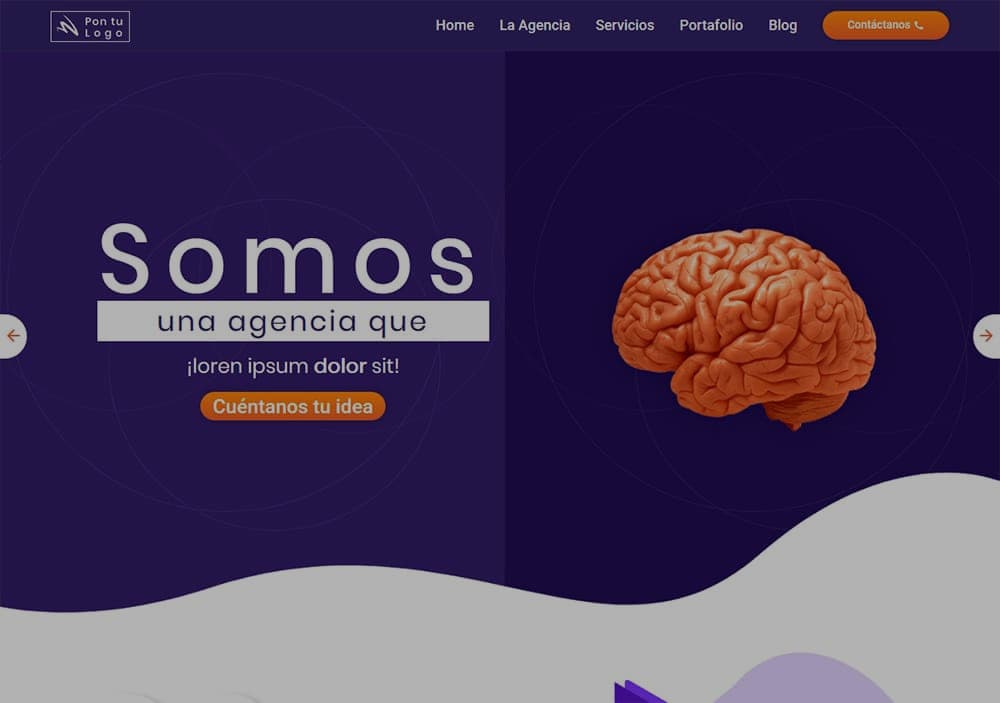 Pon tu
Logo
Home
La Agencia
Servicios
Portafolio
Blog
Contáctanos
Somos
una agencia que
¡loren ipsum dolor sit!
Cuéntanos tu idea